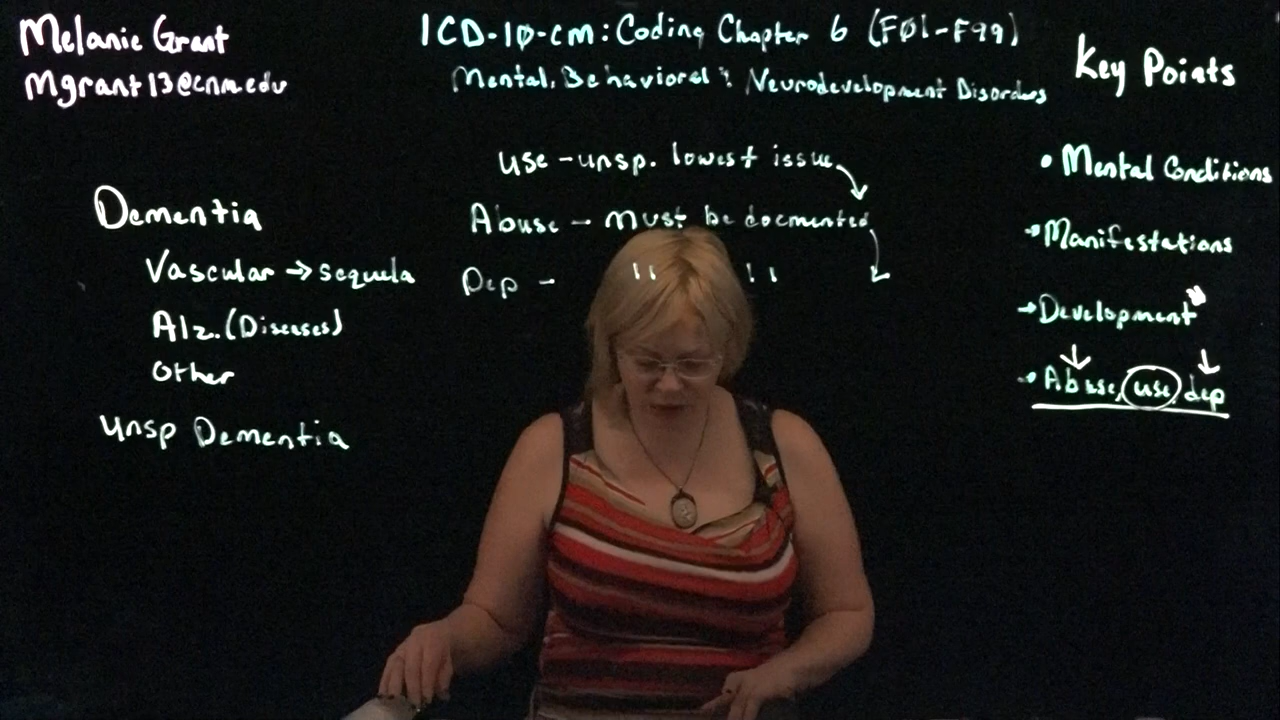 Melanie Grant
Mgrant13@cnm.edu
ICD-10-cm: Coding Chapter 6 (F01-F99)
Mental, Behavioral & Neurodevelopment Disorders
Key Points
use - unsp. lowest issue
Abuse - must be docmented
Dep - " "
Dementia
Vascular → sequela
Alz. (Diseases)
Other
unsp Dementia
• Mental Conditions
→ Manifestations
→ Development
→ Abuse, use, dep